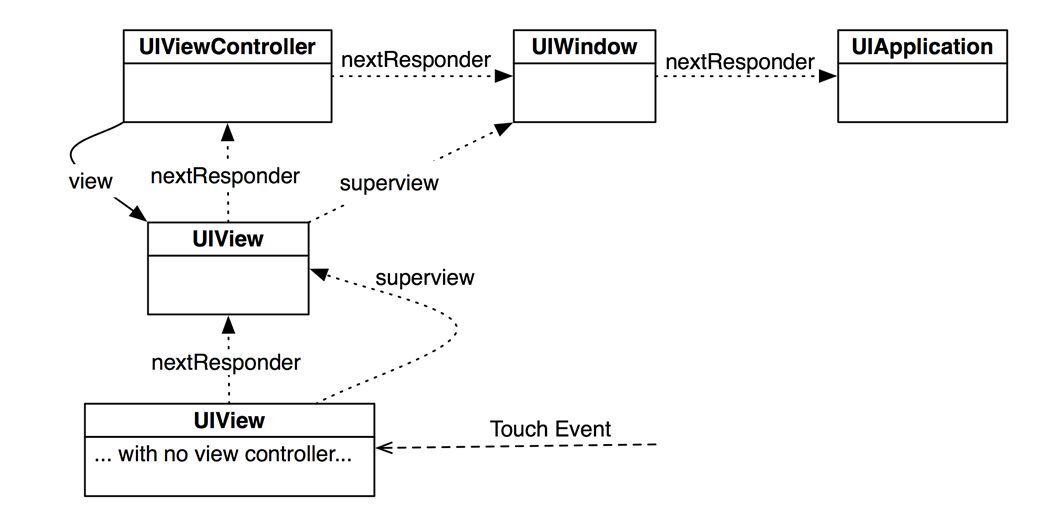 UIViewController
nextResponder
UIWindow
nextResponder
UIApplication
view
nextResponder
superview
UIView
superview
nextResponder
UIView
... with no view controller...
Touch Event